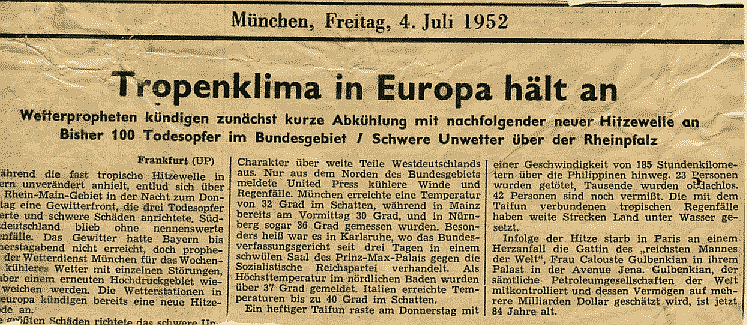 München, Freitag, 4. Juli 1952
Tropenklima in Europa hält an
Wetterpropheten kündigen zunächst kurze Abkühlung mit nachfolgender neuer Hitzewelle an
Bisher 100 Todesopfer im Bundesgebiet / Schwere Unwetter über der Rheinpfalz
Frankfurt (UP)
ährend die fast tropische Hitzewelle in
ern unverändert anhielt, entlud sich über
Rhein-Main-Gebiet in der Nacht zum Don-
tag eine Gewitterfront, die drei Todesopfer
erte und schwere Schäden anrichtete. Süd-
deutschland blieb ohne nennenswerte
enfälle. Das Gewitter hatte Bayern bis
nerstagabend nicht erreicht, doch prophe-
der Wetterdienst München für das Wochen-
kühleres Wetter mit einzelnen Störungen,
ber einem erneuten Hochdruckgebiet wie-
weichen werden. Die Wetterstationen in
europa kündigen bereits eine neue Hitze-
de an.
e größten Schäden richtete das schwere Un-
Charakter über weite Teile Westdeutschlands
aus. Nur aus dem Norden des Bundesgebiets
meldete United Press kühlere Winde und
Regenfälle. München erreichte eine Temperatur
von 32 Grad im Schatten, während in Mainz
bereits am Vormittag 30 Grad, und in Nürn-
berg sogar 36 Grad gemessen wurden. Beson-
ders heiß war es in Karlsruhe, wo das Bundes-
verfassungsgericht seit drei Tagen in einem
schwülen Saal des Prinz-Max-Palais gegen die
Sozialistische Reichspartei verhandelt. Als
Höchsttemperatur im nördlichen Baden wurden
über 37 Grad gemeldet. Italien erreichte Tem-
peraturen bis zu 40 Grad im Schatten.
Ein heftiger Taifun raste am Donnerstag mit
einer Geschwindigkeit von 185 Stundenkilome-
tern über die Philippinen hinweg. 23 Personen
wurden getötet, Tausende wurden obdachlos.
42 Personen sind noch vermißt. Die mit dem
Taifun verbundenen tropischen Regenfälle
haben weite Strecken Land unter Wasser ge-
setzt.
Infolge der Hitze starb in Paris an einem
Herzanfall die Gattin des „reichsten Mannes
der Welt“, Frau Calouste Gulbenkian in ihrem
Palast in der Avenue Jena. Gulbenkian, der
sämtliche Petroleumgesellschaften der Welt
mitkontrolliert und dessen Vermögen auf meh-
rere Milliarden Dollar geschätzt wird, ist jetzt
84 Jahre alt.